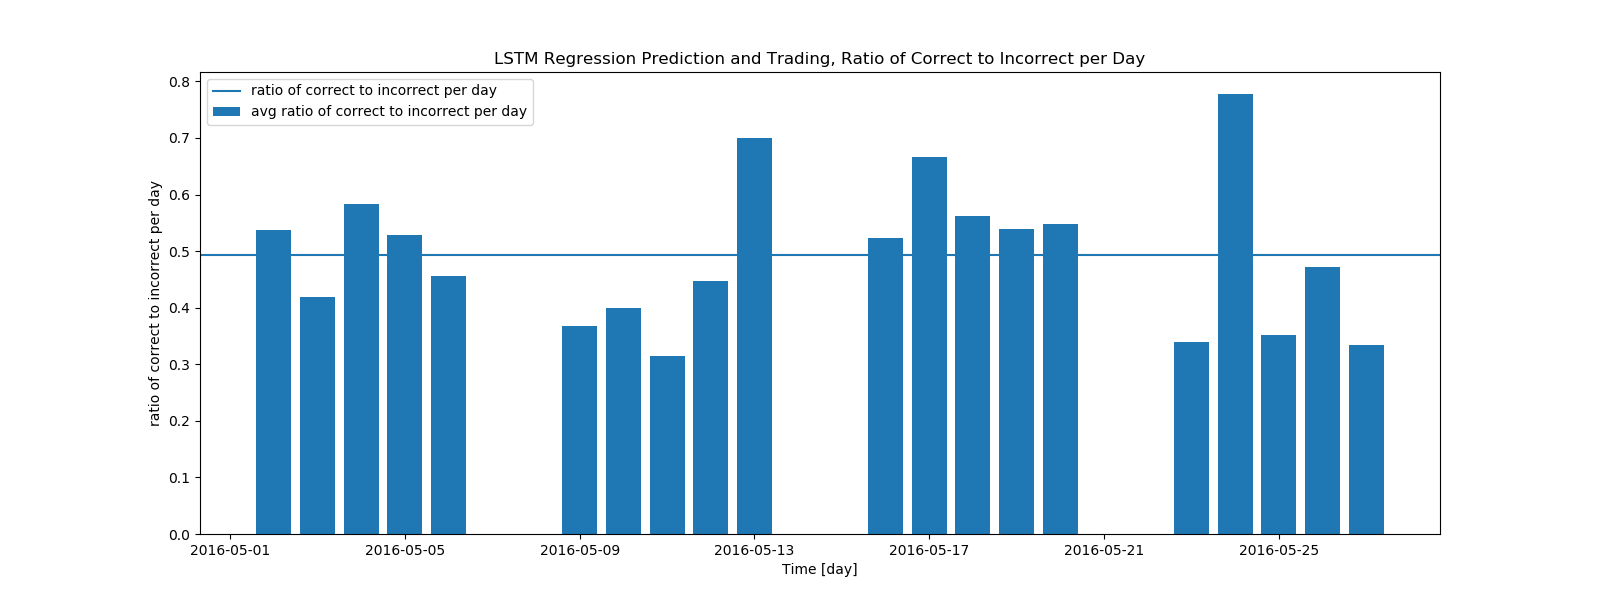 LSTM Regression Prediction and Trading, Ratio of Correct to Incorrect per Day
ratio of correct to incorrect per day
avg ratio of correct to incorrect per day
ratio of correct to incorrect per day
0.8
0.7
0.6
0.5
0.4
0.3
0.2
0.1
0.0
2016-05-01 2016-05-05 2016-05-09 2016-05-13 2016-05-17 2016-05-21 2016-05-25
Time [day]